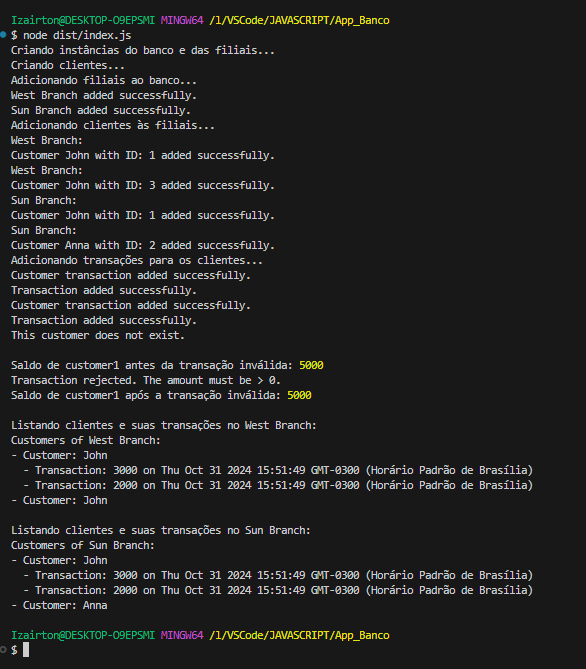 Izairton@DESKTOP-O9EPSMI MINGW64 /l/VSCode/JAVASCRIPT/App_Banco
$ node dist/index.js
Criando instâncias do banco e das filiais...
Criando clientes...
Adicionando filiais ao banco...
West Branch added successfully.
Sun Branch added successfully.
Adicionando clientes às filiais...
West Branch:
Customer John with ID: 1 added successfully.
West Branch:
Customer John with ID: 3 added successfully.
Sun Branch:
Customer John with ID: 1 added successfully.
Sun Branch:
Customer Anna with ID: 2 added successfully.
Adicionando transações para os clientes...
Customer transaction added successfully.
Transaction added successfully.
Customer transaction added successfully.
Transaction added successfully.
This customer does not exist.

Saldo de customer1 antes da transação inválida: 5000
Transaction rejected. The amount must be > 0.
Saldo de customer1 após a transação inválida: 5000

Listando clientes e suas transações no West Branch:
Customers of West Branch:
- Customer: John
  - Transaction: 3000 on Thu Oct 31 2024 15:51:49 GMT-0300 (Horário Padrão de Brasília)
  - Transaction: 2000 on Thu Oct 31 2024 15:51:49 GMT-0300 (Horário Padrão de Brasília)
- Customer: John

Listando clientes e suas transações no Sun Branch:
Customers of Sun Branch:
- Customer: John
  - Transaction: 3000 on Thu Oct 31 2024 15:51:49 GMT-0300 (Horário Padrão de Brasília)
  - Transaction: 2000 on Thu Oct 31 2024 15:51:49 GMT-0300 (Horário Padrão de Brasília)
- Customer: Anna

Izairton@DESKTOP-O9EPSMI MINGW64 /l/VSCode/JAVASCRIPT/App_Banco
$